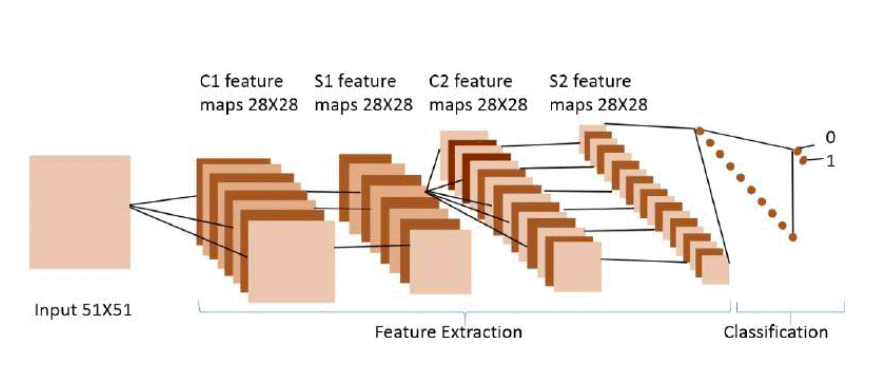 C1 feature
maps 28X28
S1 feature
maps 28X28
C2 feature
maps 28X28
S2 feature
maps 28X28
0
1
Input 51X51
Feature Extraction
Classification